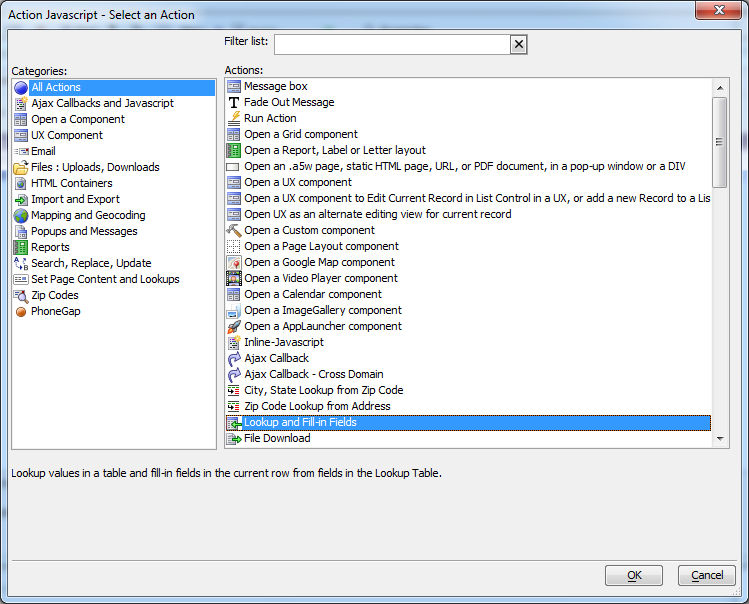 Action Javascript - Select an Action
Filter list:
Categories:
All Actions
Ajax Callbacks and Javascript
Open a Component
UX Component
Email
Files : Uploads, Downloads
HTML Containers
Import and Export
Mapping and Geocoding
Popups and Messages
Reports
Search, Replace, Update
Set Page Content and Lookups
Zip Codes
PhoneGap
Actions:
Message box
Fade Out Message
Run Action
Open a Grid component
Open a Report, Label or Letter layout
Open an .a5w page, static HTML page, URL, or PDF document, in a pop-up window or a DIV
Open a UX component
Open a UX component to Edit Current Record in List Control in a UX, or add a new Record to a Lis
Open UX as an alternate editing view for current record
Open a Custom component
Open a Page Layout component
Open a Google Map component
Open a Video Player component
Open a Calendar component
Open a ImageGallery component
Open a AppLauncher component
Inline-Javascript
Ajax Callback
Ajax Callback - Cross Domain
City, State Lookup from Zip Code
Zip Code Lookup from Address
Lookup and Fill-in Fields
File Download
Lookup values in a table and fill-in fields in the current row from fields in the Lookup Table.
OK
Cancel